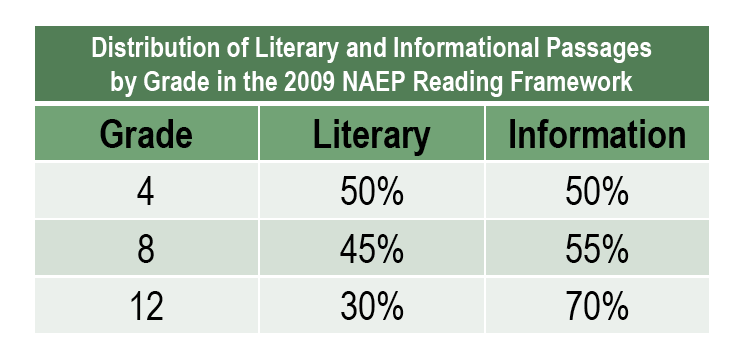 Distribution of Literary and Informational Passages
by Grade in the 2009 NAEP Reading Framework
Grade Literary Information
4 50% 50%
8 45% 55%
12 30% 70%